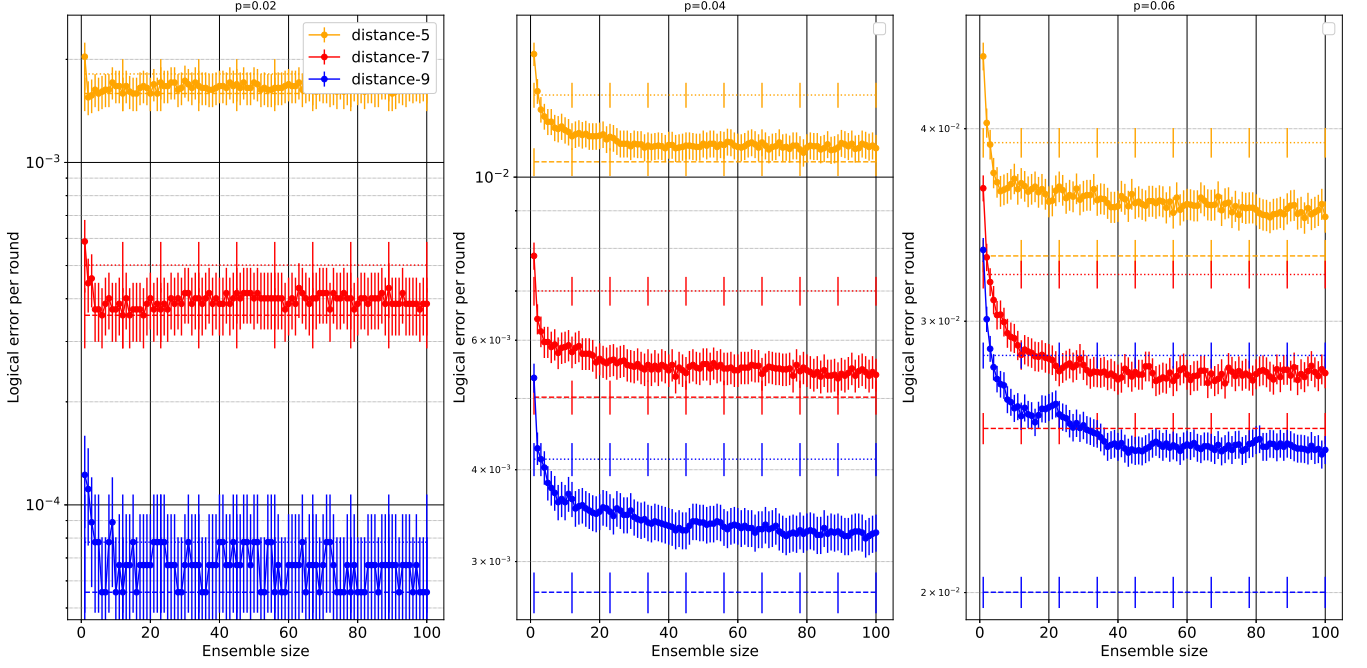 p=0.02
Logical error per round
10⁻³
10⁻⁴
0 20 40 60 80 100
Ensemble size
distance-5
distance-7
distance-9
p=0.04
Logical error per round
10⁻²
6 × 10⁻³
4 × 10⁻³
3 × 10⁻³
0 20 40 60 80 100
Ensemble size
p=0.06
Logical error per round
4 × 10⁻²
3 × 10⁻²
2 × 10⁻²
0 20 40 60 80 100
Ensemble size